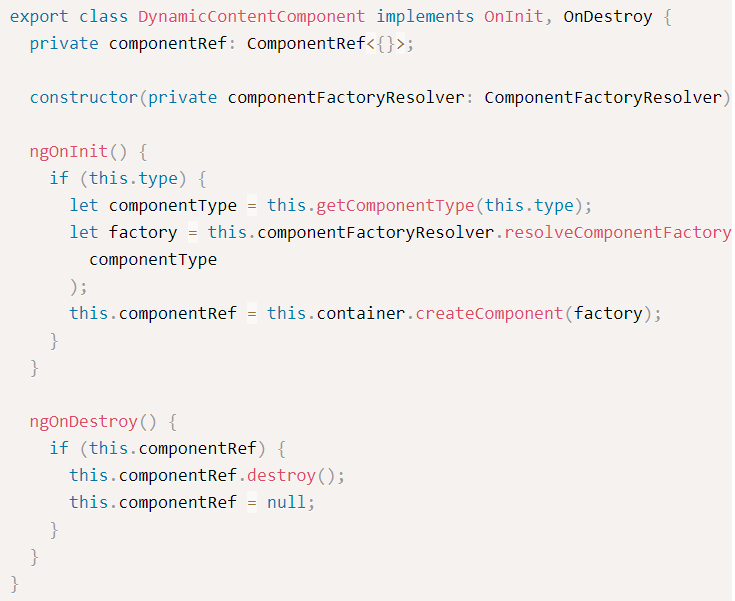 export class DynamicContentComponent implements OnInit, OnDestroy {
  private componentRef: ComponentRef<{}>;

  constructor(private componentFactoryResolver: ComponentFactoryResolver)

  ngOnInit() {
    if (this.type) {
      let componentType = this.getComponentType(this.type);
      let factory = this.componentFactoryResolver.resolveComponentFactory
        componentType
      );
      this.componentRef = this.container.createComponent(factory);
    }
  }

  ngOnDestroy() {
    if (this.componentRef) {
      this.componentRef.destroy();
      this.componentRef = null;
    }
  }
}